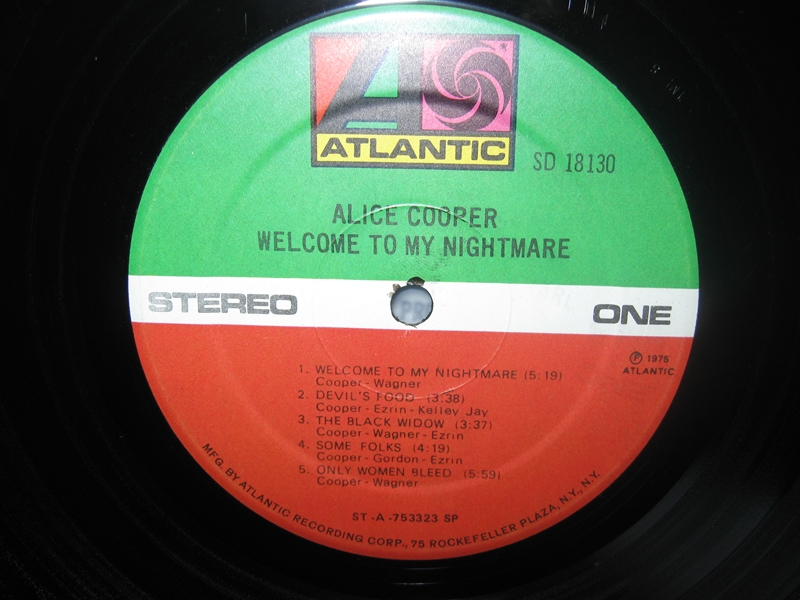 ATLANTIC
SD 18130
ALICE COOPER
WELCOME TO MY NIGHTMARE
STEREO
ONE
℗ 1975
ATLANTIC
1. WELCOME TO MY NIGHTMARE (5:19)
Cooper - Wagner
2. DEVIL'S FOOD (3:38)
Cooper - Ezrin - Kelley Jay
3. THE BLACK WIDOW (3:37)
Cooper - Wagner - Ezrin
4. SOME FOLKS (4:19)
Cooper - Gordon - Ezrin
5. ONLY WOMEN BLEED (5:59)
Cooper - Wagner
ST -A -753323 SP
MFG. BY ATLANTIC RECORDING CORP., 75 ROCKEFELLER PLAZA, N.Y., N.Y.